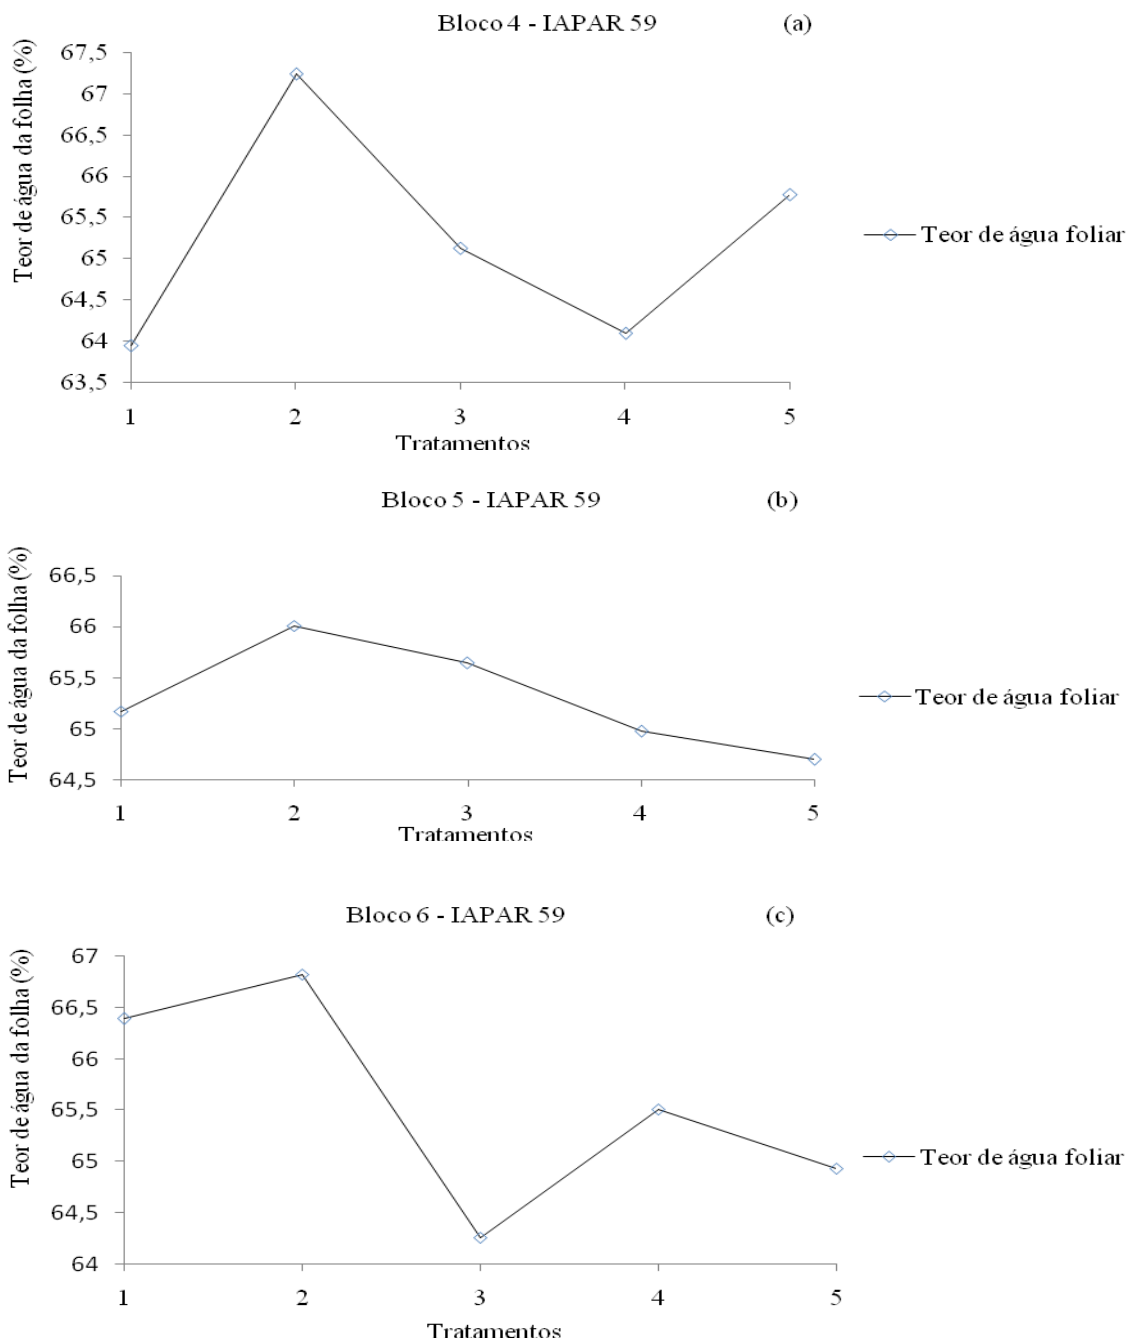 Bloco 4 - IAPAR 59 (a)
Teor de água da folha (%)
67,5
67
66,5
66
65,5
65
64,5
64
63,5
1 2 3 4 5
Tratamentos
Teor de água foliar
Bloco 5 - IAPAR 59 (b)
Teor de água da folha (%)
66,5
66
65,5
65
64,5
1 2 3 4 5
Tratamentos
Teor de água foliar
Bloco 6 - IAPAR 59 (c)
Teor de água da folha (%)
67
66,5
66
65,5
65
64,5
64
1 2 3 4 5
Tratamentos
Teor de água foliar